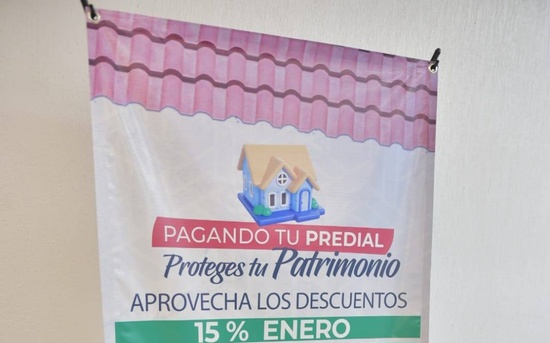 PAGANDO TU PREDIAL
Proteges tu Patrimonio
APROVECHA LOS DESCUENTOS
15 % ENERO